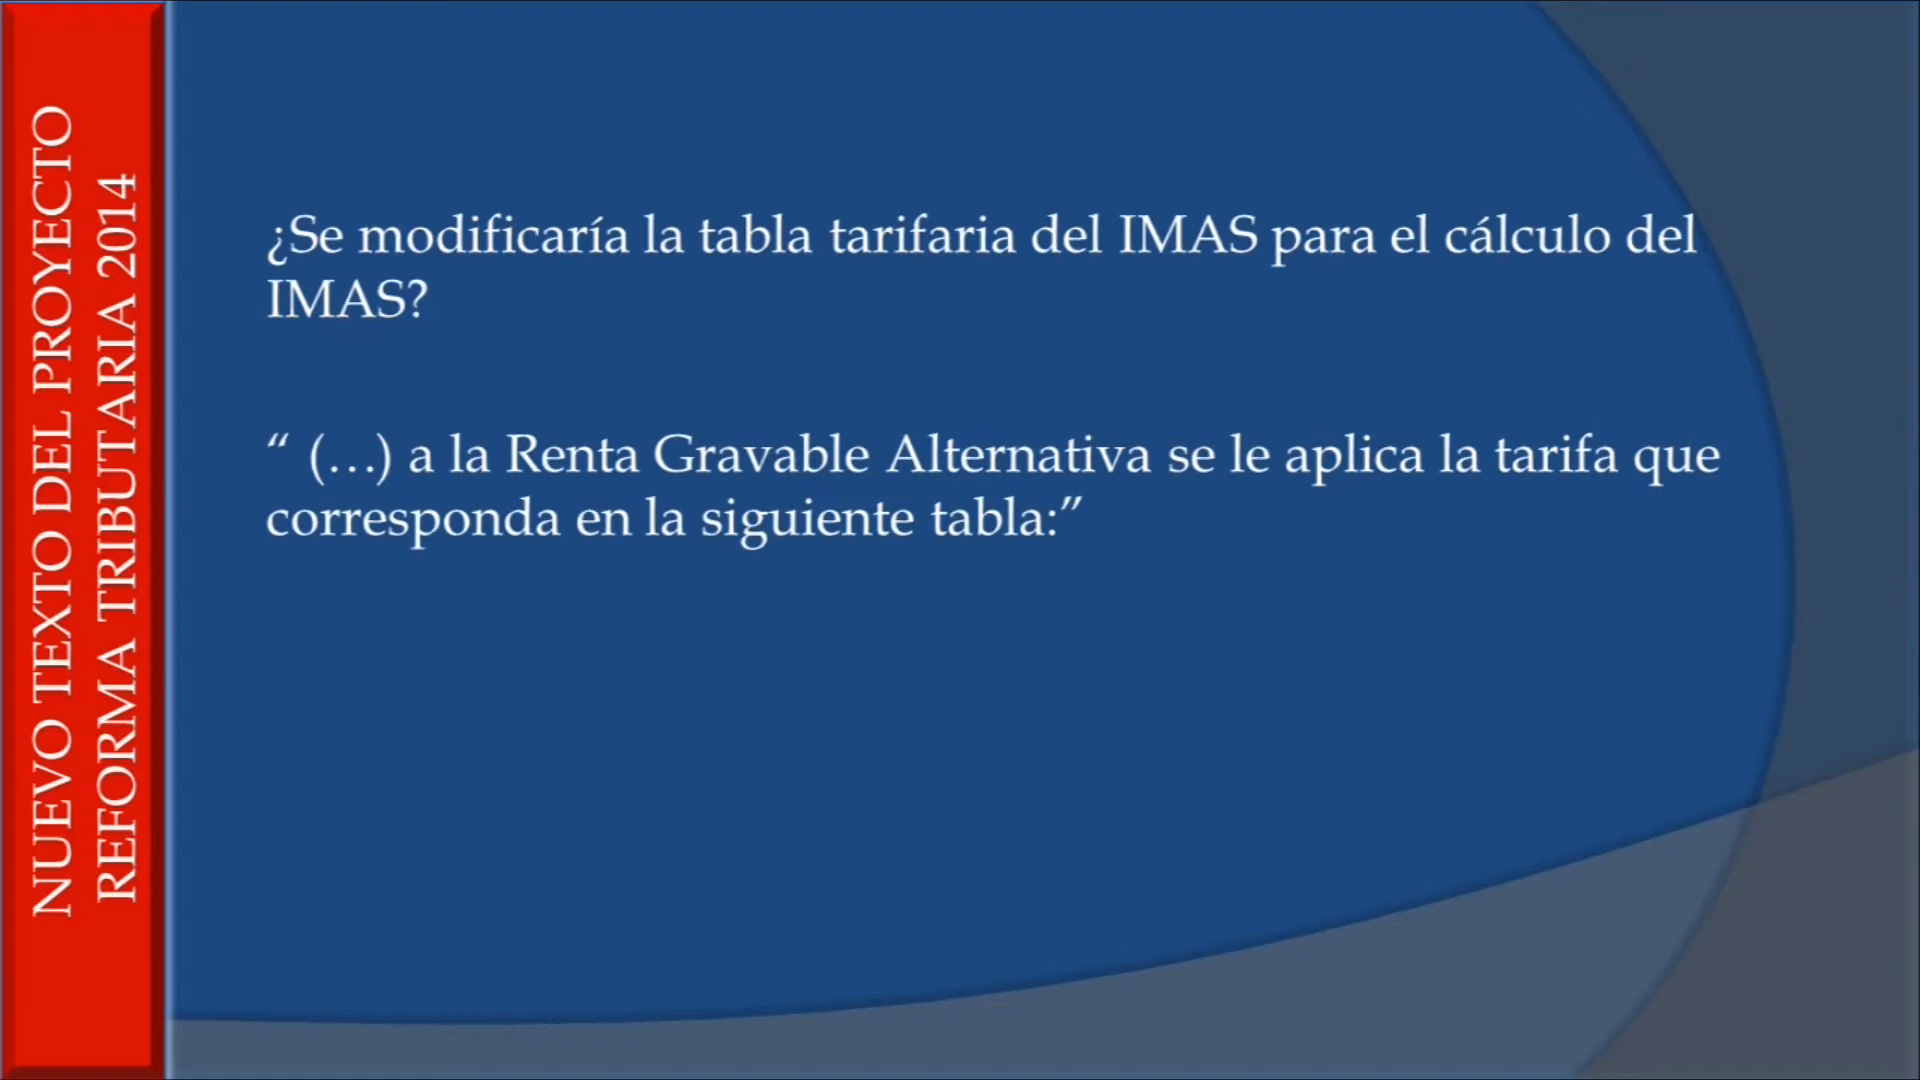 NUEVO TEXTO DEL PROYECTO
REFORMA TRIBUTARIA 2014
¿Se modificaría la tabla tarifaria del IMAS para el cálculo del
IMAS?
“ (…) a la Renta Gravable Alternativa se le aplica la tarifa que
corresponda en la siguiente tabla:”